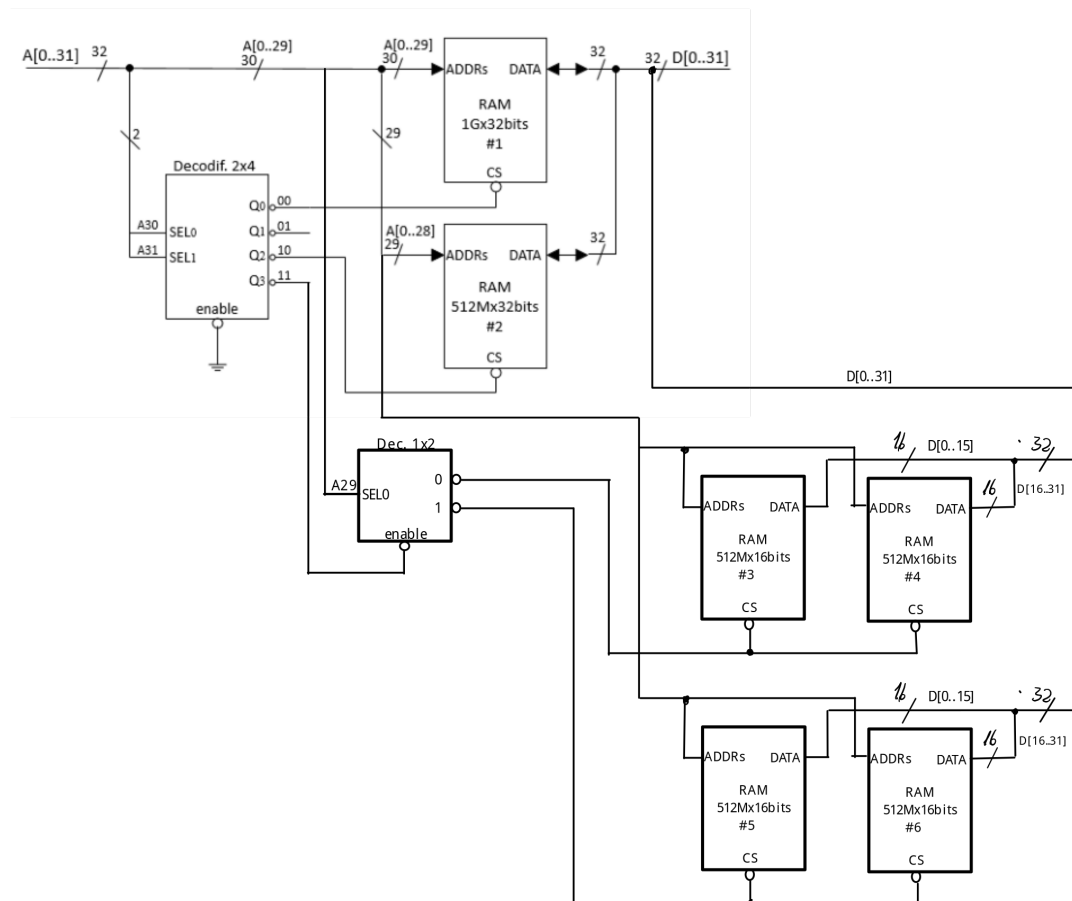 A[0..31] 32
A[0..29]
30
A[0..29]
30
ADDRs DATA
32
32 D[0..31]
RAM
1Gx32bits
#1
CS
2
29
Decodif. 2x4
Q0 00
A30 SEL0
Q1 01
A31 SEL1
Q2 10
Q3 11
enable
A[0..28]
29
ADDRs DATA
32
RAM
512Mx32bits
#2
CS
D[0..31]
Dec. 1x2
0
A29 SEL0
1
enable
16 D[0..15] 32
16 D[16..31]
ADDRs DATA
RAM
512Mx16bits
#3
CS
ADDRs DATA
RAM
512Mx16bits
#4
CS
16 D[0..15] 32
16 D[16..31]
ADDRs DATA
RAM
512Mx16bits
#5
CS
ADDRs DATA
RAM
512Mx16bits
#6
CS